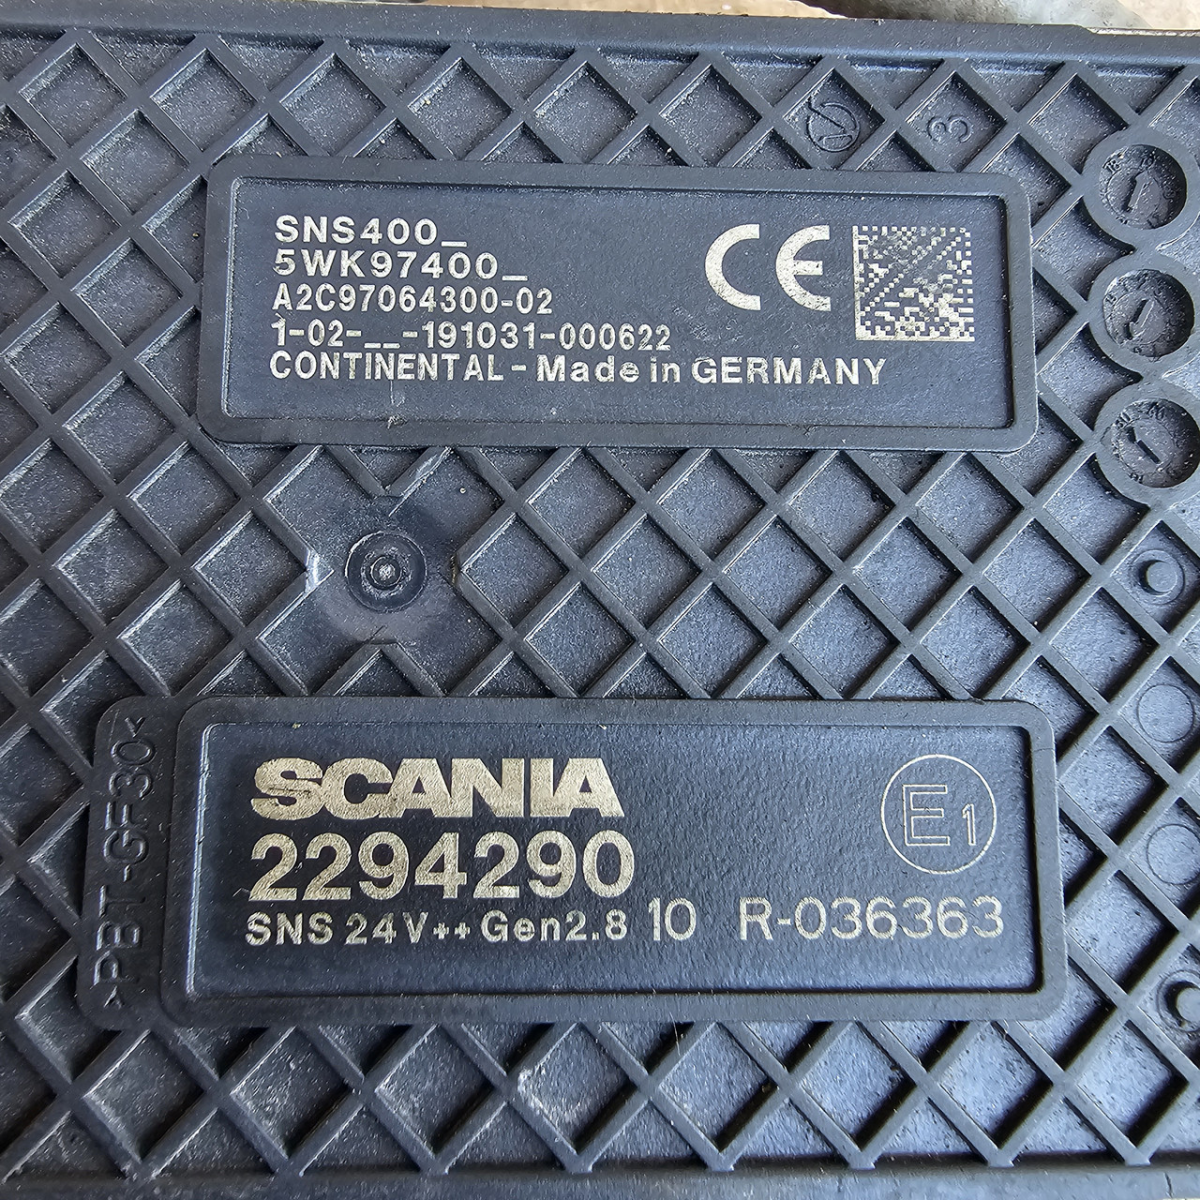 3
SNS400_
5WK97400_
A2C97064300-02
1-02-__-191031-000622
CONTINENTAL - Made in GERMANY
CE
>PBT-GF30<
SCANIA
2294290
SNS 24V++ Gen2.8
E1
10 R-036363